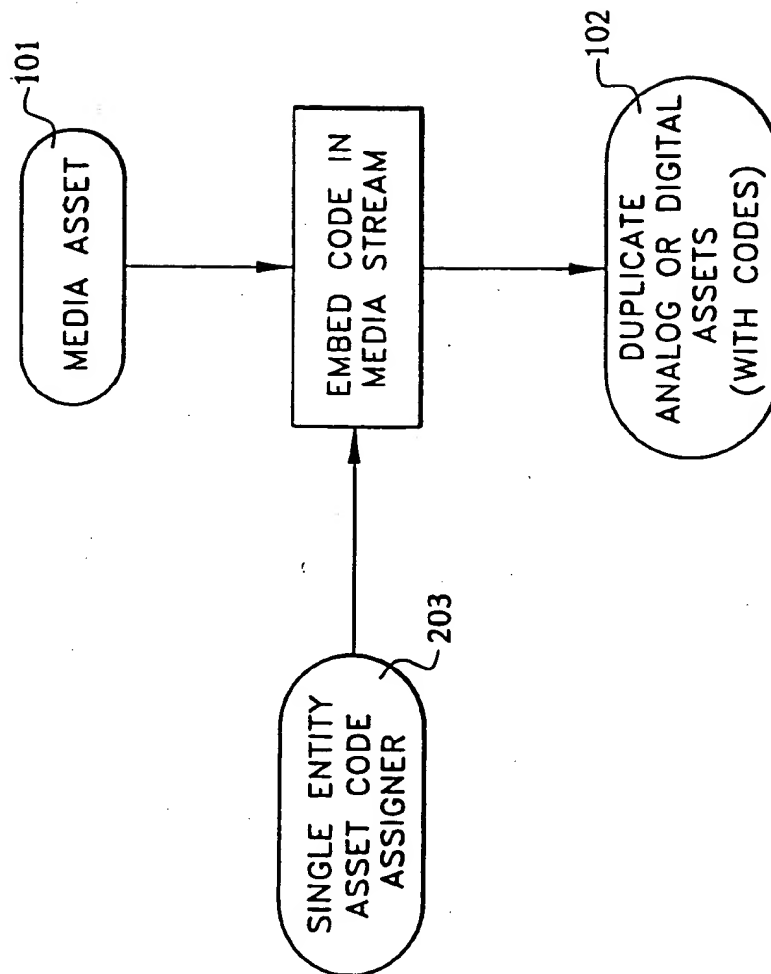 101
MEDIA ASSET
EMBED CODE IN
MEDIA STREAM
SINGLE ENTITY
ASSET CODE
ASSIGNER
203
102
DUPLICATE
ANALOG OR DIGITAL
ASSETS
(WITH CODES)